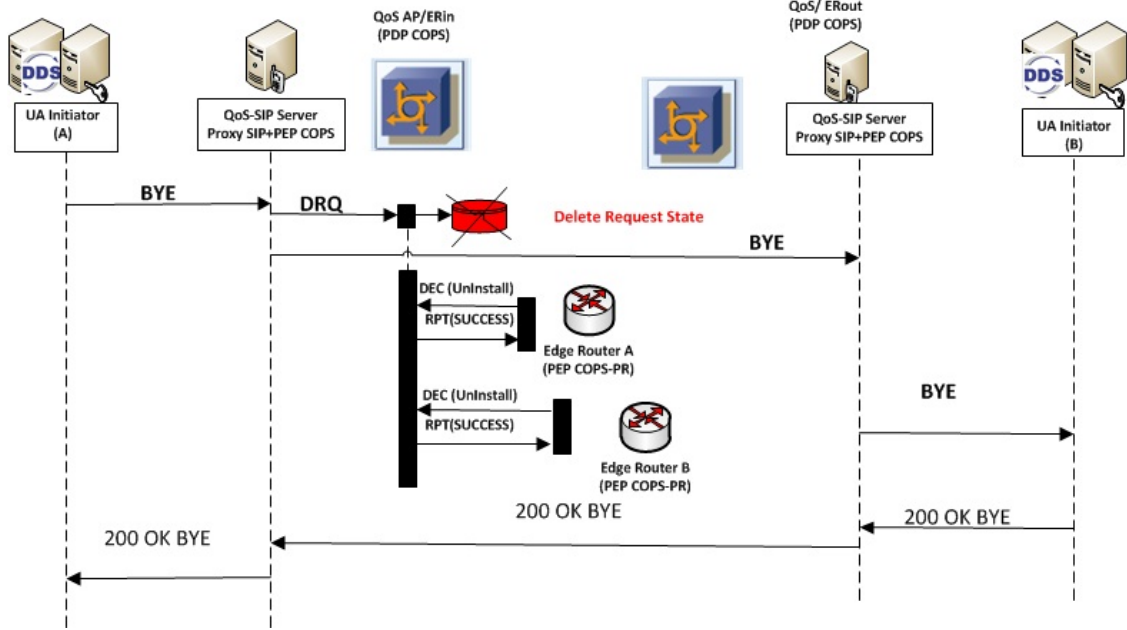 QoS AP/ERin
(PDP COPS)
QoS/ ERout
(PDP COPS)
DDS
DDS
UA Initiator
(A)
QoS-SIP Server
Proxy SIP+PEP COPS
QoS-SIP Server
Proxy SIP+PEP COPS
UA Initiator
(B)
BYE
DRQ
Delete Request State
BYE
DEC (UnInstall)
RPT(SUCCESS)
Edge Router A
(PEP COPS-PR)
DEC (UnInstall)
RPT(SUCCESS)
BYE
Edge Router B
(PEP COPS-PR)
200 OK BYE
200 OK BYE
200 OK BYE